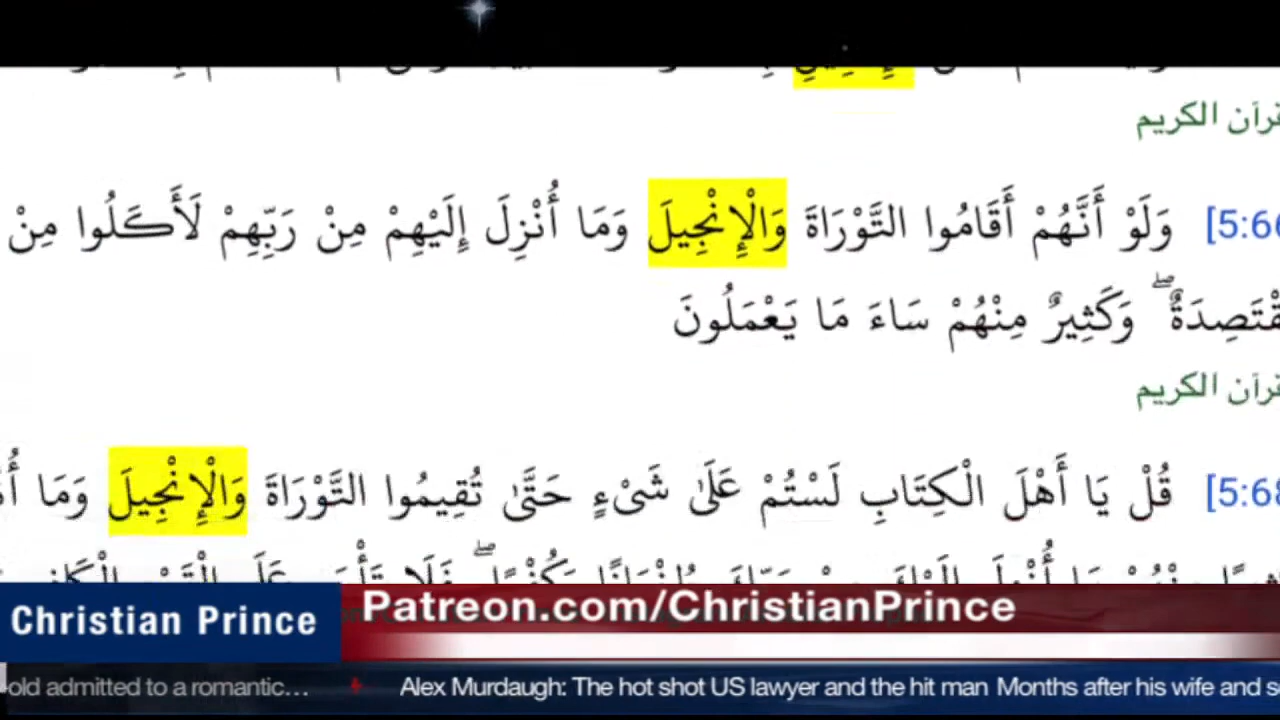 القرآن الكريم
[5:66 وَلَوْ أَنَّهُمْ أَقَامُوا التَّوْرَاةَ وَالْإِنْجِيلَ وَمَا أُنْزِلَ إِلَيْهِمْ مِنْ رَبِّهِمْ لَأَكَلُوا مِنْ
مُقْتَصِدَةٌ ۖ وَكَثِيرٌ مِنْهُمْ سَاءَ مَا يَعْمَلُونَ
القرآن الكريم
[5:68 قُلْ يَا أَهْلَ الْكِتَابِ لَسْتُمْ عَلَىٰ شَىْءٍ حَتَّىٰ تُقِيمُوا التَّوْرَاةَ وَالْإِنْجِيلَ وَمَا
Christian Prince
Patreon.com/ChristianPrince
-old admitted to a romantic… Alex Murdaugh: The hot shot US lawyer and the hit man Months after his wife and s